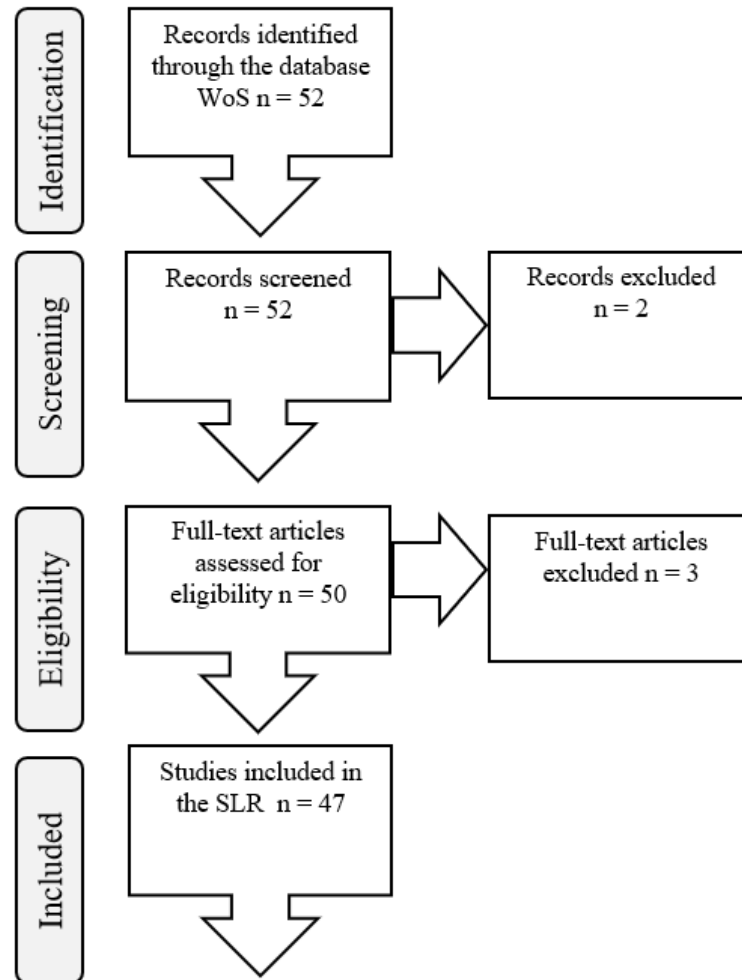 Identification
Records identified
through the database
WoS n = 52
Screening
Records screened
n = 52
Records excluded
n = 2
Eligibility
Full-text articles
assessed for
eligibility n = 50
Full-text articles
excluded n = 3
Included
Studies included in
the SLR n = 47